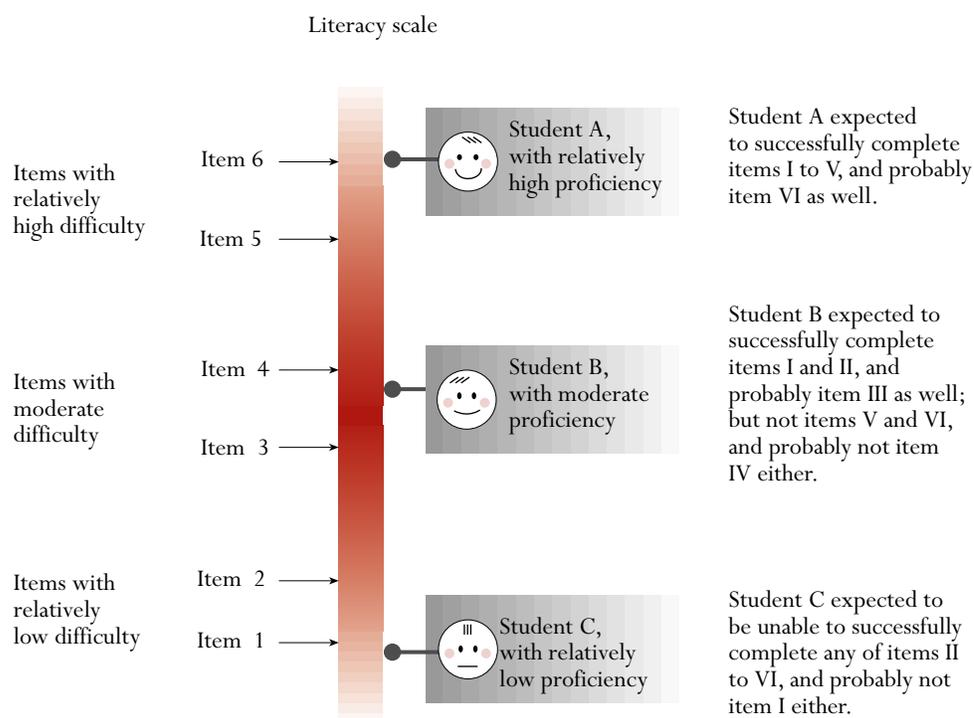 Literacy scale
Items with
relatively
high difficulty
Item 6
Item 5
Student A,
with relatively
high proficiency
Student A expected
to successfully complete
items I to V, and probably
item VI as well.
Items with
moderate
difficulty
Item 4
Item 3
Student B,
with moderate
proficiency
Student B expected to
successfully complete
items I and II, and
probably item III as well;
but not items V and VI,
and probably not item
IV either.
Items with
relatively
low difficulty
Item 2
Item 1
Student C,
with relatively
low proficiency
Student C expected to
be unable to successfully
complete any of items II
to VI, and probably not
item I either.